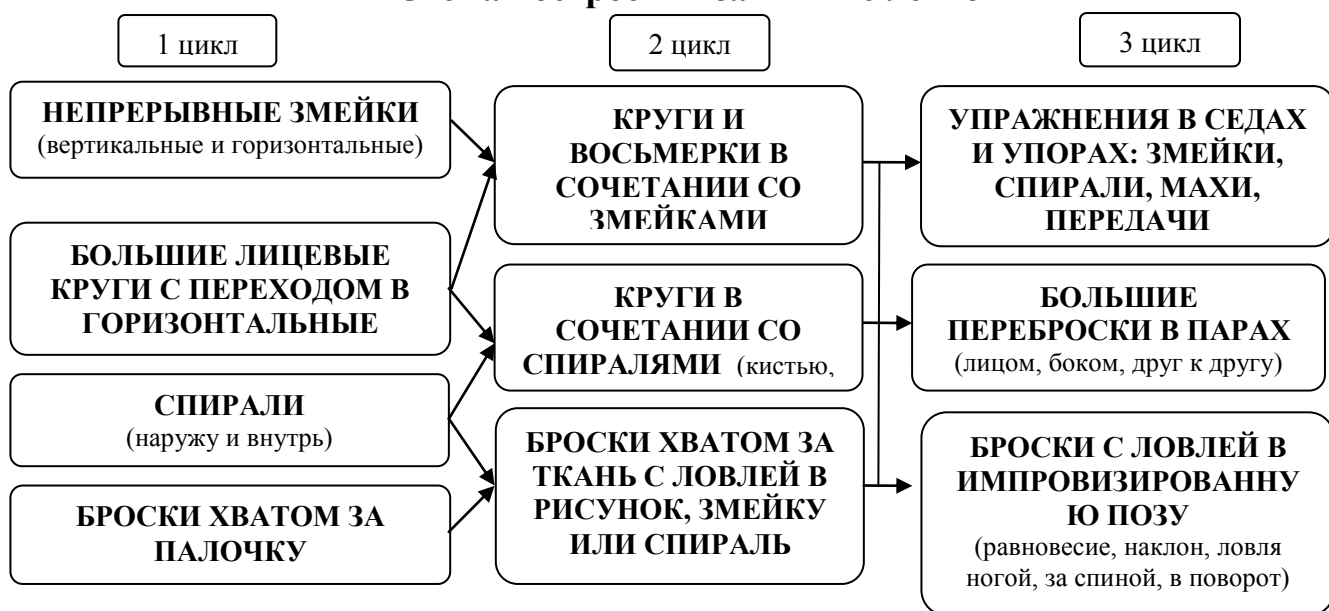 1 цикл
2 цикл
3 цикл
НЕПРЕРЫВНЫЕ ЗМЕЙКИ
(вертикальные и горизонтальные)
БОЛЬШИЕ ЛИЦЕВЫЕ
КРУГИ С ПЕРЕХОДОМ В
ГОРИЗОНТАЛЬНЫЕ
СПИРАЛИ
(наружу и внутрь)
БРОСКИ ХВАТОМ ЗА
ПАЛОЧКУ
КРУГИ И
ВОСЬМЕРКИ В
СОЧЕТАНИИ СО
ЗМЕЙКАМИ
КРУГИ В
СОЧЕТАНИИ СО
СПИРАЛЯМИ (кистью,
БРОСКИ ХВАТОМ ЗА
ТКАНЬ С ЛОВЛЕЙ В
РИСУНОК, ЗМЕЙКУ
ИЛИ СПИРАЛЬ
УПРАЖНЕНИЯ В СЕДАХ
И УПОРАХ: ЗМЕЙКИ,
СПИРАЛИ, МАХИ,
ПЕРЕДАЧИ
БОЛЬШИЕ
ПЕРЕБРОСКИ В ПАРАХ
(лицом, боком, друг к другу)
БРОСКИ С ЛОВЛЕЙ В
ИМПРОВИЗИРОВАННУ
Ю ПОЗУ
(равновесие, наклон, ловля
ногой, за спиной, в поворот)